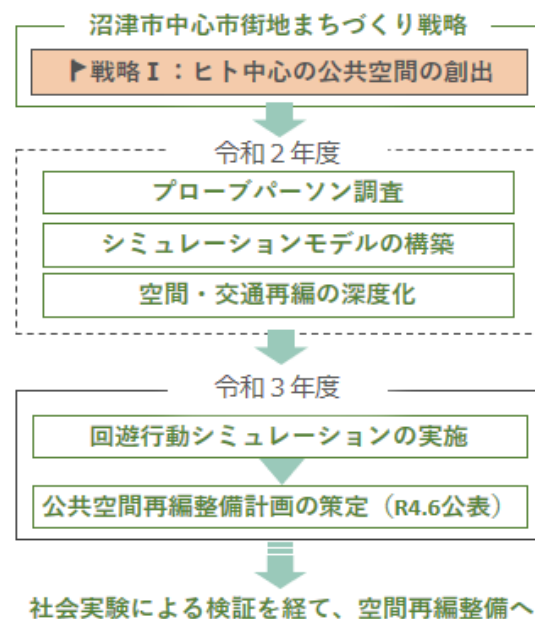 沼津市中心市街地まちづくり戦略
戦略Ⅰ：ヒト中心の公共空間の創出
令和２年度
プローブパーソン調査
シミュレーションモデルの構築
空間・交通再編の深度化
令和３年度
回遊行動シミュレーションの実施
公共空間再編整備計画の策定（R4.6公表）
社会実験による検証を経て、空間再編整備へ